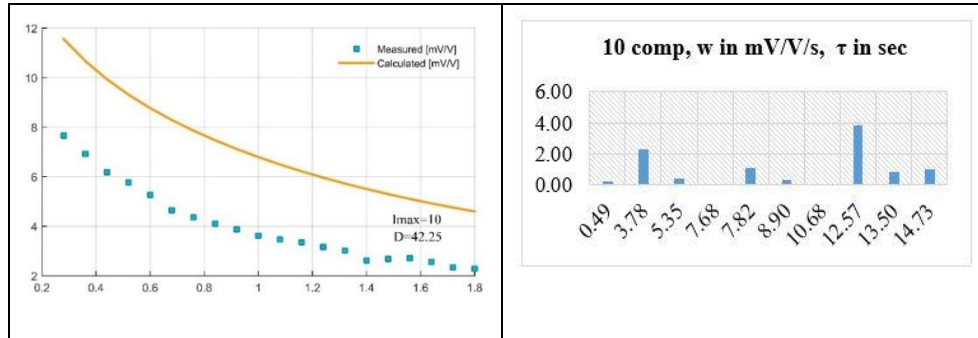 12
10
8
6
4
2
Measured [mV/V]
Calculated [mV/V]
Imax=10
D=42.25
0.2 0.4 0.6 0.8 1 1.2 1.4 1.6 1.8
10 comp, w in mV/V/s, τ in sec
6.00
4.00
2.00
0.00
0.49 3.78 5.35 7.68 7.82 8.90 10.68 12.57 13.50 14.73